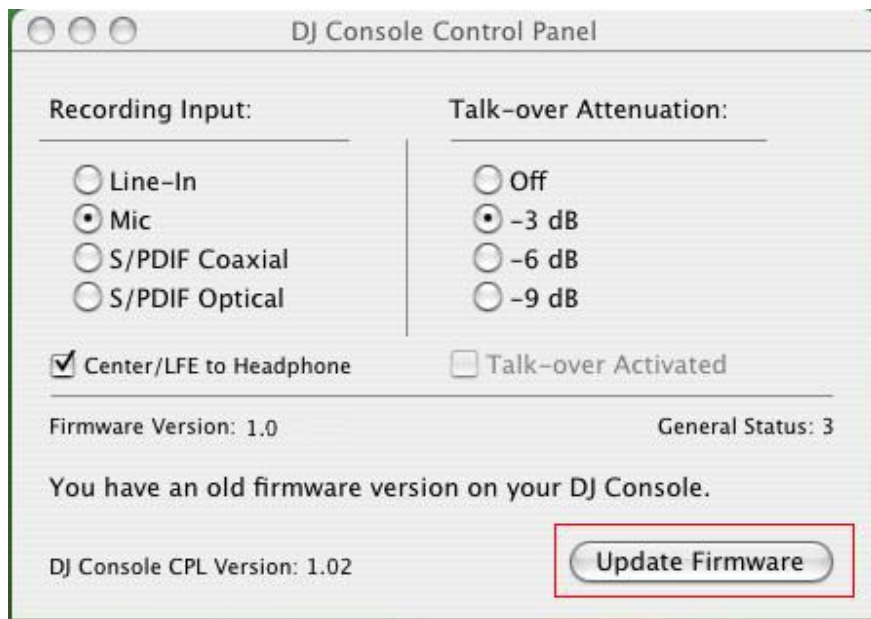 DJ Console Control Panel
Recording Input:
Line-In
Mic
S/PDIF Coaxial
S/PDIF Optical
Talk-over Attenuation:
Off
-3 dB
-6 dB
-9 dB
Center/LFE to Headphone
Talk-over Activated
Firmware Version: 1.0
General Status: 3
You have an old firmware version on your DJ Console.
DJ Console CPL Version: 1.02
Update Firmware